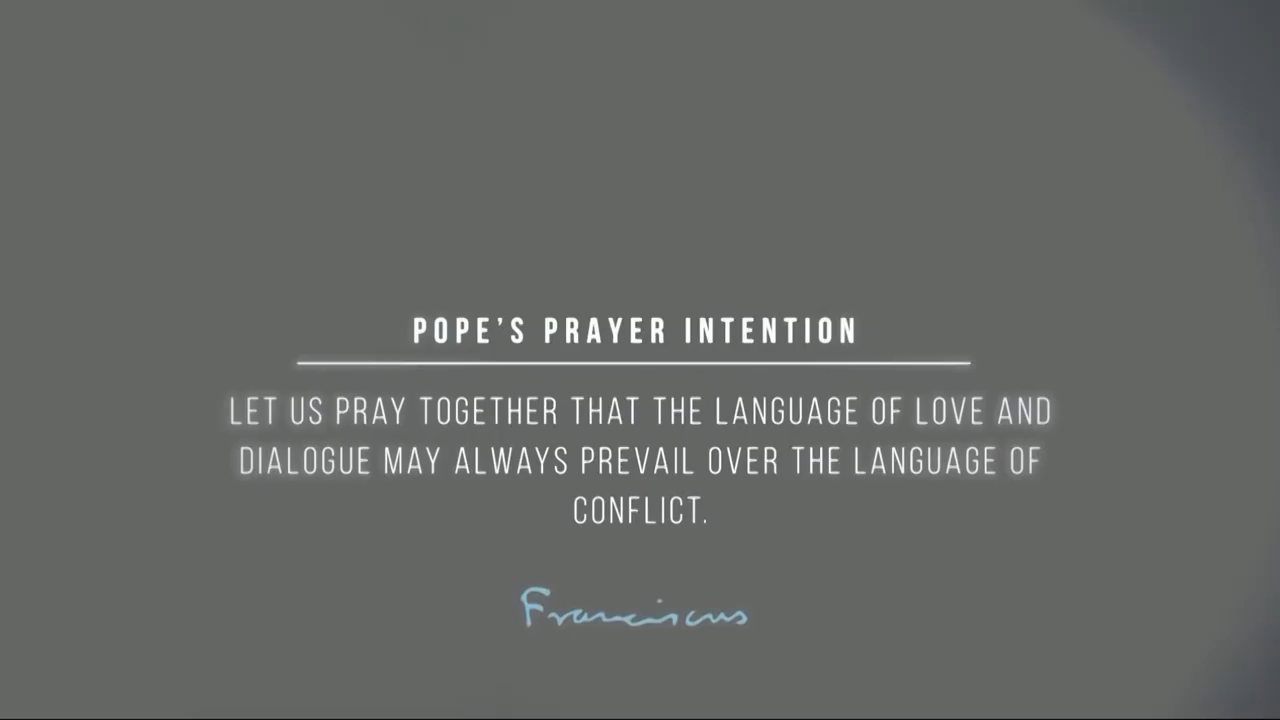 POPE’S PRAYER INTENTION
LET US PRAY TOGETHER THAT THE LANGUAGE OF LOVE AND
DIALOGUE MAY ALWAYS PREVAIL OVER THE LANGUAGE OF
CONFLICT.
Franciscus